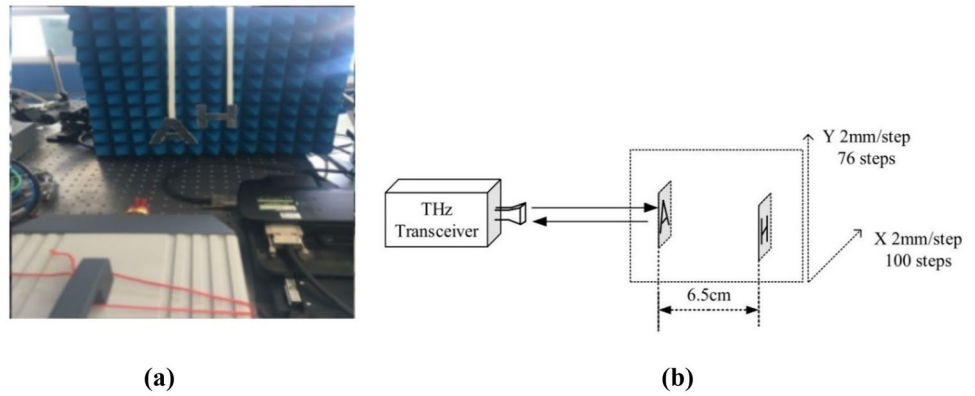 A H
Y 2mm/step
76 steps
THz
Transceiver
A
H
X 2mm/step
100 steps
6.5cm
(a)
(b)